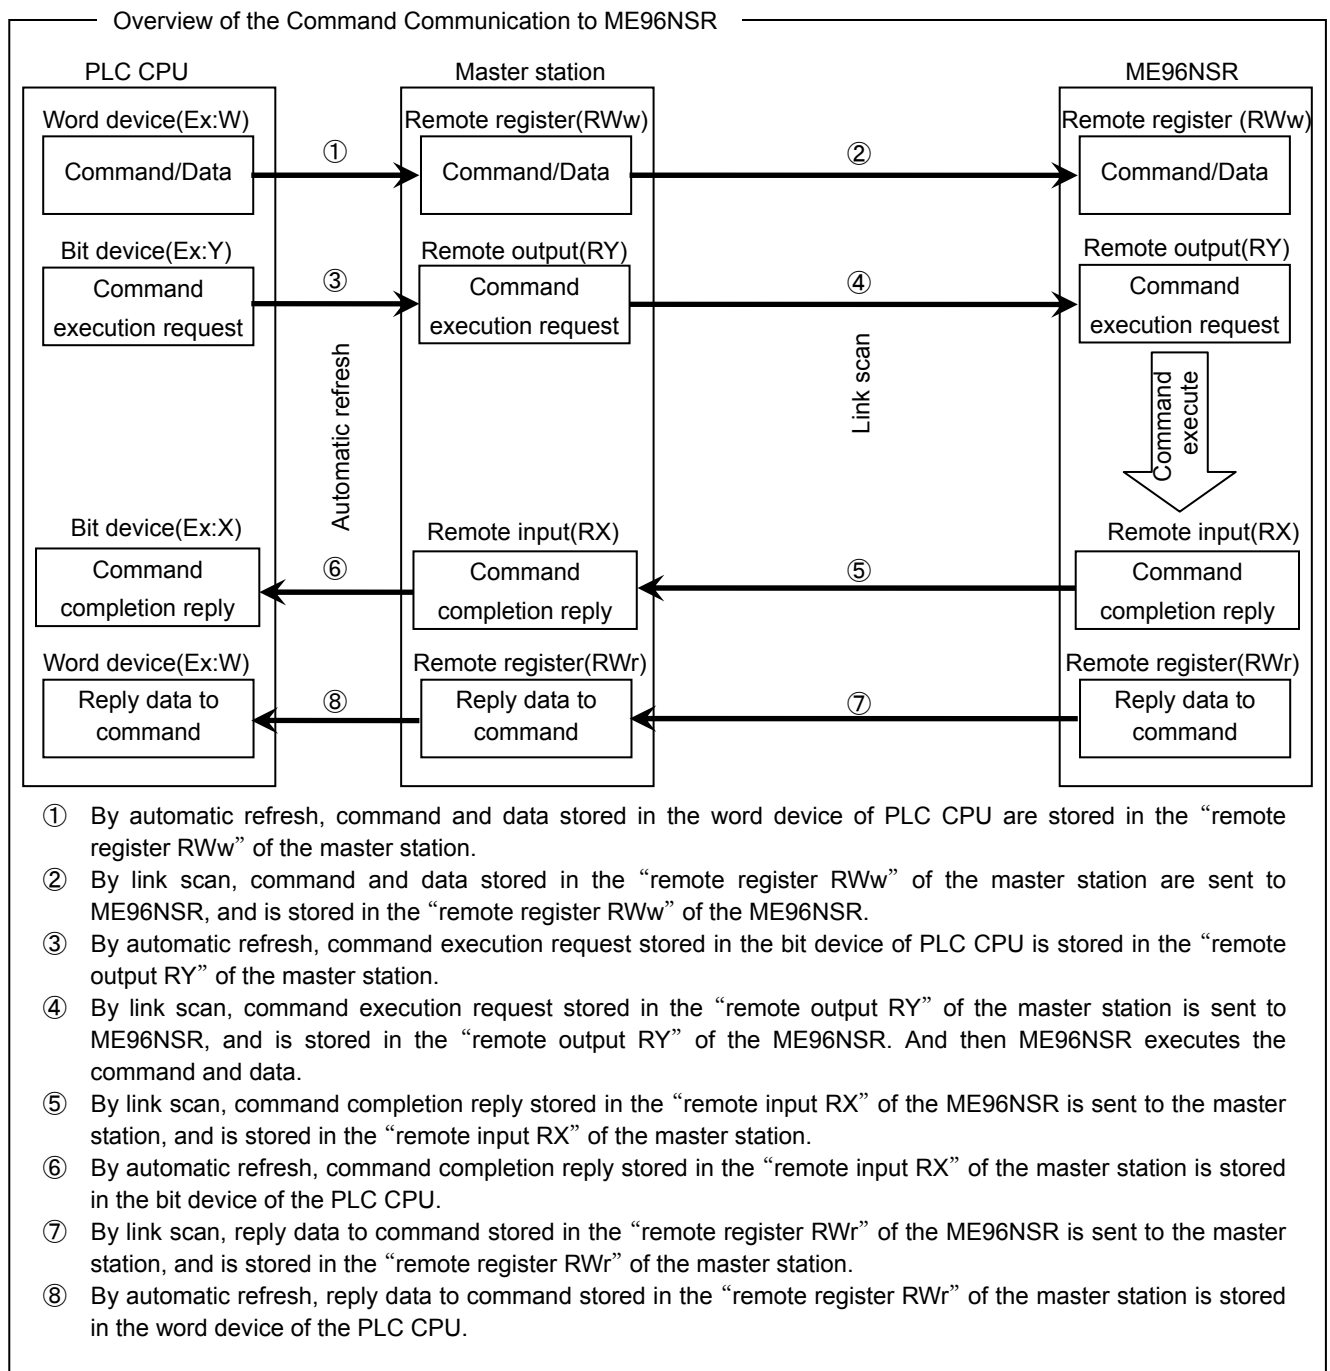 Overview of the Command Communication to ME96NSR
PLC CPU
Master station
ME96NSR
Word device(Ex:W)
Remote register(RWw)
Remote register (RWw)
①
②
Command/Data
Command/Data
Command/Data
Bit device(Ex:Y)
Remote output(RY)
Remote output(RY)
③
④
Command
execution request
Command
execution request
Command
execution request
Automatic refresh
Link scan
Command
execute
Bit device(Ex:X)
Remote input(RX)
Remote input(RX)
⑥
⑤
Command
completion reply
Command
completion reply
Command
completion reply
Word device(Ex:W)
Remote register(RWr)
Remote register(RWr)
⑧
⑦
Reply data to
command
Reply data to
command
Reply data to
command
① By automatic refresh, command and data stored in the word device of PLC CPU are stored in the “remote
register RWw” of the master station.
② By link scan, command and data stored in the “remote register RWw” of the master station are sent to
ME96NSR, and is stored in the “remote register RWw” of the ME96NSR.
③ By automatic refresh, command execution request stored in the bit device of PLC CPU is stored in the “remote
output RY” of the master station.
④ By link scan, command execution request stored in the “remote output RY” of the master station is sent to
ME96NSR, and is stored in the “remote output RY” of the ME96NSR. And then ME96NSR executes the
command and data.
⑤ By link scan, command completion reply stored in the “remote input RX” of the ME96NSR is sent to the master
station, and is stored in the “remote input RX” of the master station.
⑥ By automatic refresh, command completion reply stored in the “remote input RX” of the master station is stored
in the bit device of the PLC CPU.
⑦ By link scan, reply data to command stored in the “remote register RWr” of the ME96NSR is sent to the master
station, and is stored in the “remote register RWr” of the master station.
⑧ By automatic refresh, reply data to command stored in the “remote register RWr” of the master station is stored
in the word device of the PLC CPU.